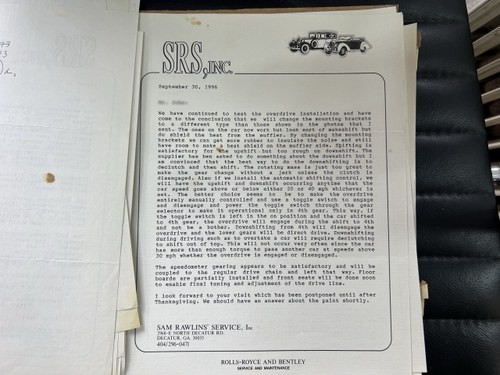 SRS, INC.
September 30, 1996
We have continued to test the overdrive installation and have
come to the conclusion that we will change the mounting brackets
to a different type than those shown in the photos that I
sent. The ones on the car now work but look most of
do shield the heat from the muffler. By changing the mounting
brackets we can get more rubber to insulate the noise and still
have room to make a heat shield on the muffler side. Shifting is
satisfactory for the upshift but too rough on downshift. The
supplier has ben asked to do something about the downshift but I
am convinced that the best way to do the downshifting is to
declutch and then shift. The rotating mass is just too great to
make the gear change without a jast unless the clutch is
disengaged. Also if we install the automatic shifting control, we
will have the upshift and downshift occuring anytime that the
car speed goes above or below either 30 or 40 mph whichever is
set. The better choice seems to be to make the overdrive
entirely manually controlled and use a toggle switch to engage
and disengage and power the toggle switch through the gear
selector to make it operational only in 4th gear. This way, if
the toggle switch is left in the on position and the car shifted
to 4th gear, the overdrive will engage during the shift to 4th
and not be a bother. Downshifting from 4th will disengage the
overdrive and the lower gears will be direct drive. Downshifting
during driving such as to overtake a car will require declutching
to shift out of top. This will not occur very often since the car
has more than enough torque to pass another car at speeds above
30 mph whether the overdrive is engaged or disengaged.
The speedometer gearing appears to be satisfactory and will be
coupled to the regular drive chain and left that way. Floor
boards are partially installed and front seats will be done soon
to enable final tuning and adjustment of the drive line.
I look forward to your visit which has been postponed until after
Thanksgiving. We should have an answer about the paint shortly.
SAM RAWLINS' SERVICE, Inc
E NORTH DECATUR RD.
DECATUR, GA.
404/296-0471
ROLLS-ROYCE AND BENTLEY
SERVICE AND MAINTENANCE